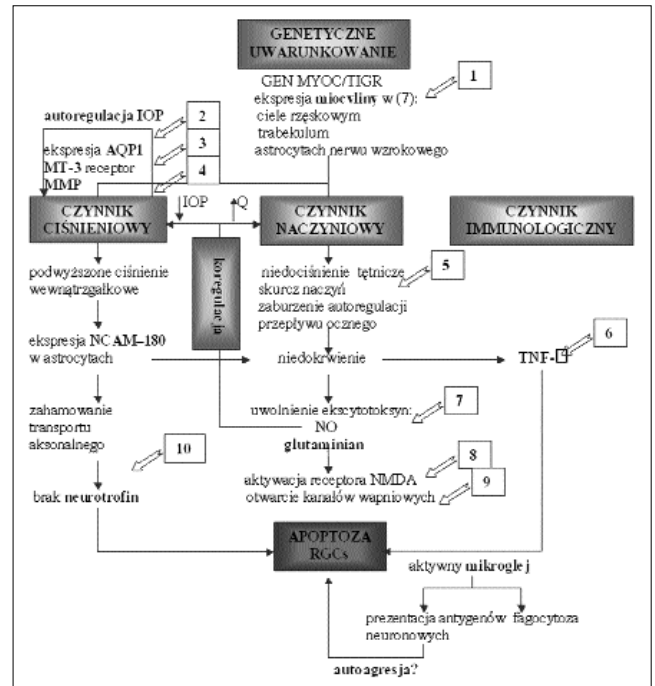 GENETYCZNE
UWARUNKOWANIE
GEN MYOC/TIGR
ekspresja miocyliny w (7):
ciele rzęskowym
trabekulum
astrocytach nerwu wzrokowego
1
autoregulacja IOP
2
ekspresja AQP1
MT-3 receptor
MMP
3
4
IOP
Q
CZYNNIK
CIŚNIENIOWY
CZYNNIK
NACZYNIOWY
CZYNNIK
IMMUNOLOGICZNY
koregulacja
podwyższone ciśnienie
wewnątrzgałkowe
niedociśnienie tętnicze
skurcz naczyń
zaburzenie autoregulacji
przepływu ocznego
5
ekspresja NCAM–180
w astrocytach
niedokrwienie
TNF-
6
zahamowanie
transportu
aksonalnego
uwolnienie ekscytotoksyn:
NO
glutaminian
7
10
brak neurotrofin
aktywacja receptora NMDA
otwarcie kanałów wapniowych
8
9
APOPTOZA
RGCs
aktywny mikroglej
prezentacja antygenów
neuronowych
fagocytoza
autoagresja?